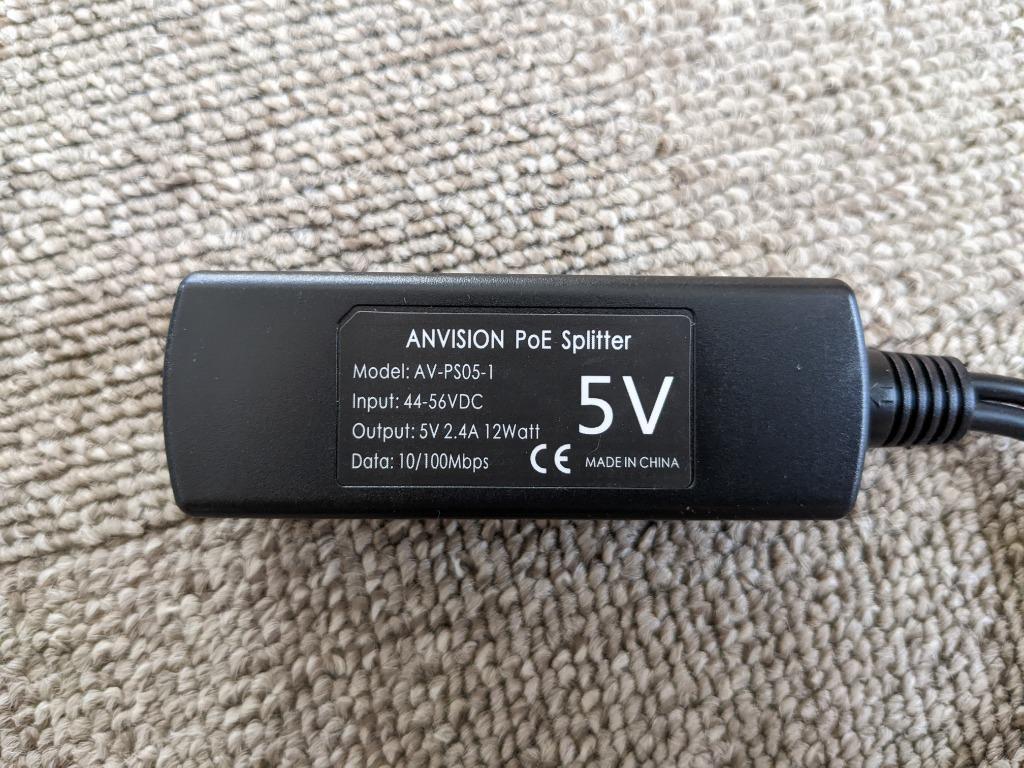 ANVISION PoE Splitter
Model: AV-PS05-1
Input: 44-56VDC
Output: 5V 2.4A 12Watt
Data: 10/100Mbps
5V
CE MADE IN CHINA